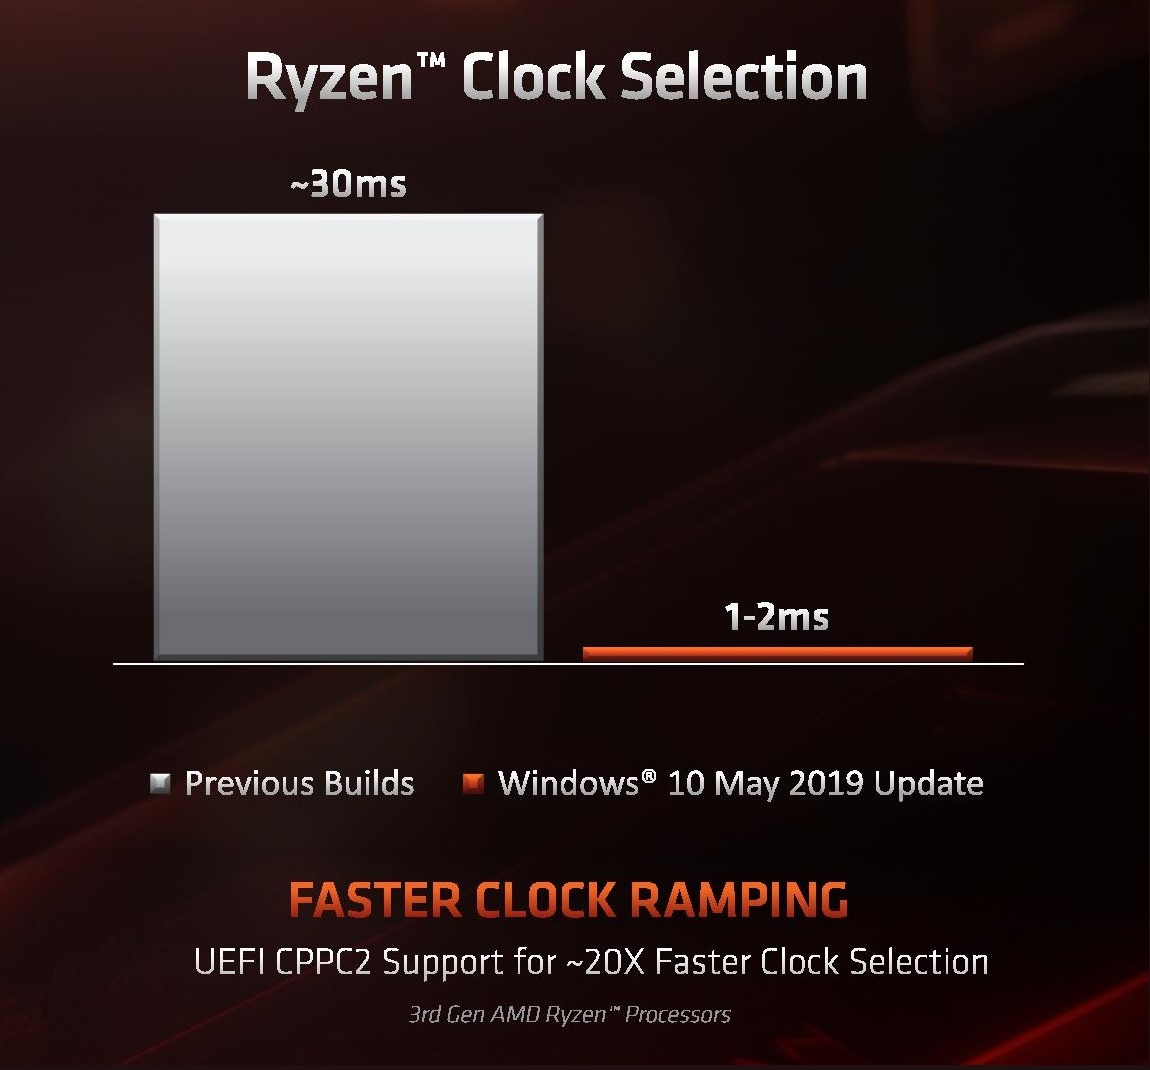 Ryzen™ Clock Selection
~30ms
1-2ms
Previous Builds Windows® 10 May 2019 Update
FASTER CLOCK RAMPING
UEFI CPPC2 Support for ~20X Faster Clock Selection
3rd Gen AMD Ryzen™ Processors